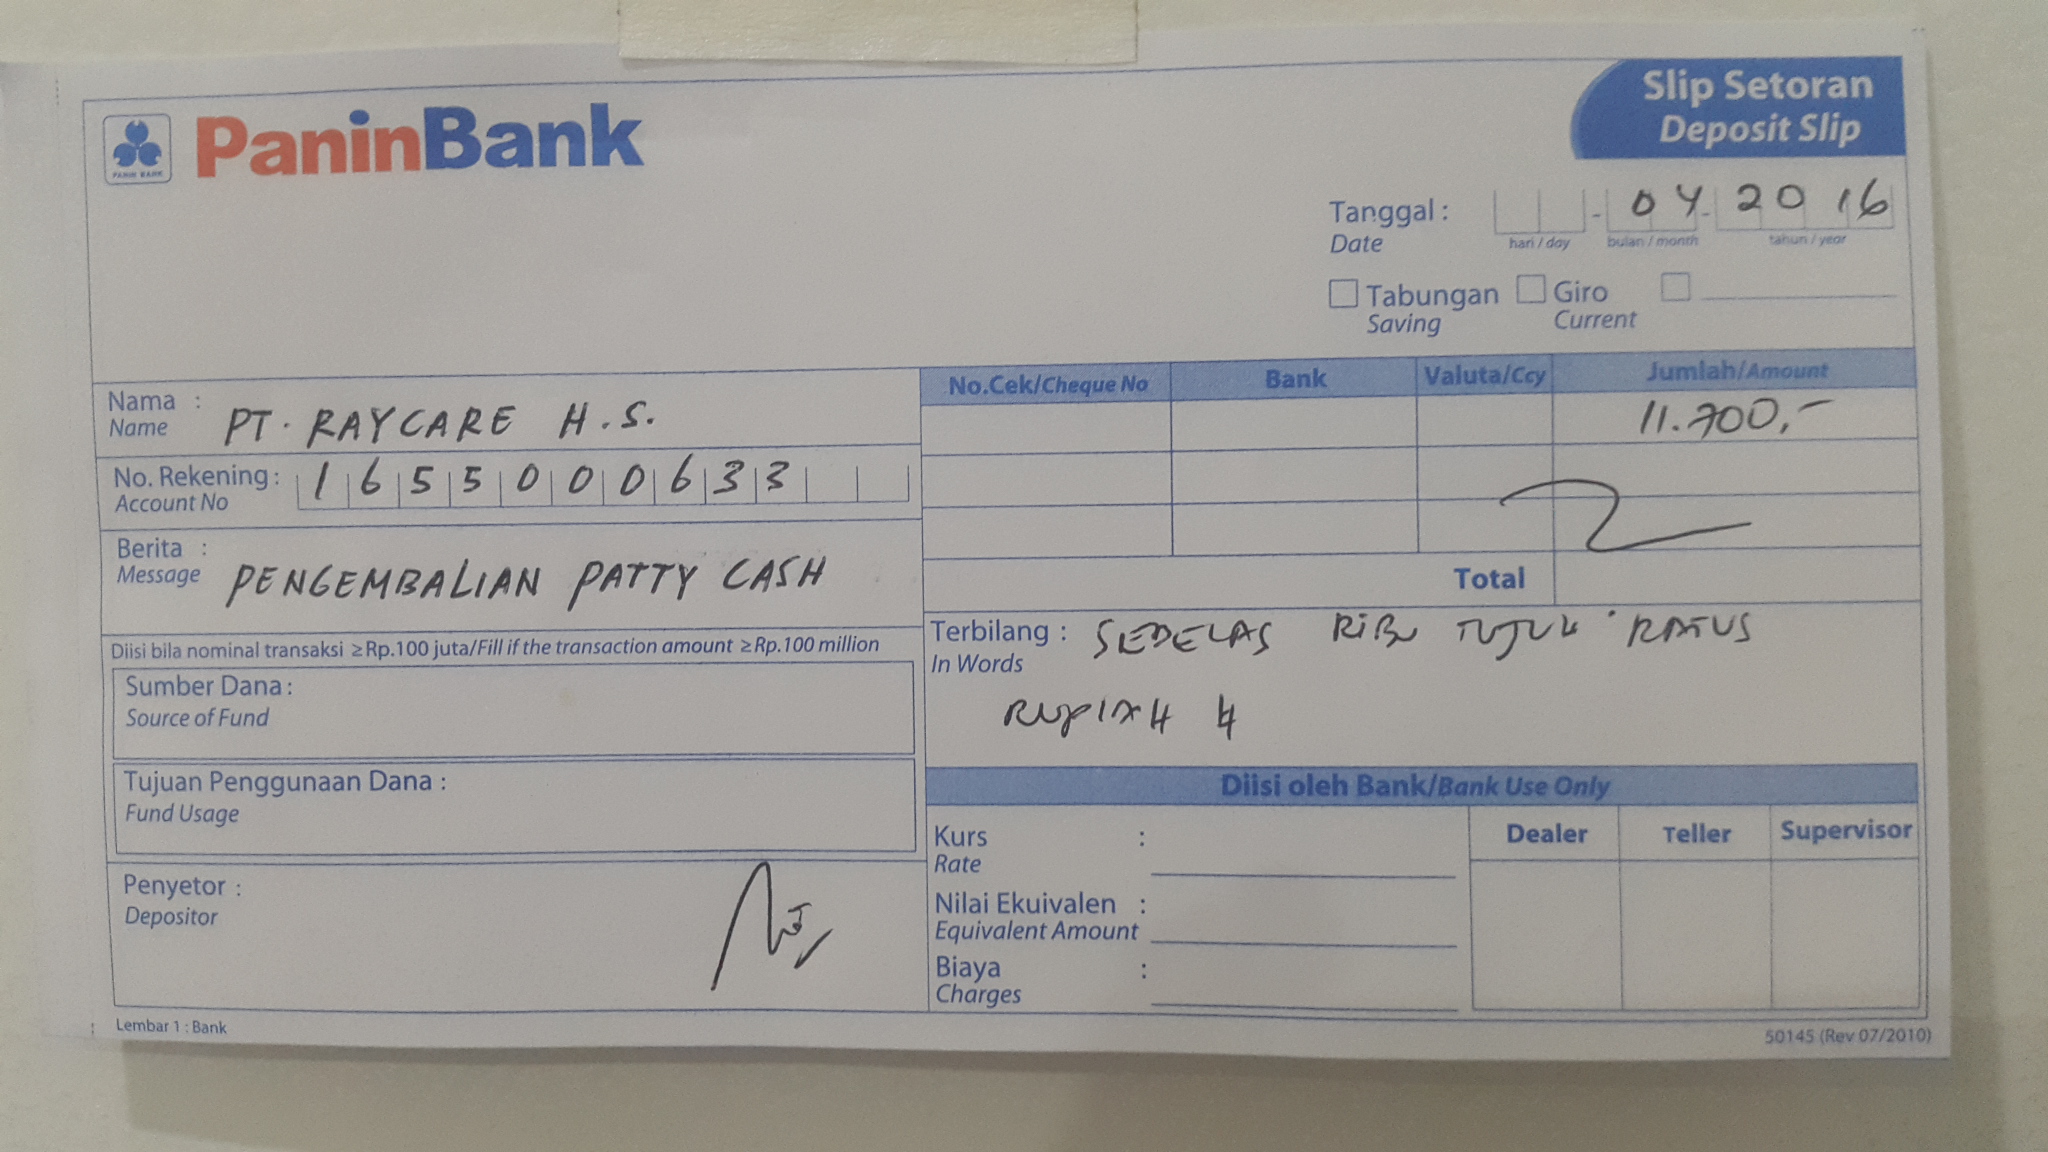 PANIN BANK
PaninBank
Slip Setoran
Deposit Slip
Tanggal : - 04 - 2016
Date hari / day bulan / month tahun / year
Tabungan Giro
Saving Current
Nama : PT. RAYCARE H.S.
Name
No. Rekening : 1655000633
Account No
Berita : PENGEMBALIAN PATTY CASH
Message
Diisi bila nominal transaksi ≥Rp.100 juta/Fill if the transaction amount ≥Rp.100 million
Sumber Dana :
Source of Fund
Tujuan Penggunaan Dana :
Fund Usage
Penyetor :
Depositor
No.Cek/Cheque No Bank Valuta/Ccy Jumlah/Amount
11.700,-
Total
Terbilang : SEBELAS RIBU TUJUH RATUS
In Words
RUPIAH #
Diisi oleh Bank/Bank Use Only
Kurs : Dealer Teller Supervisor
Rate
Nilai Ekuivalen :
Equivalent Amount
Biaya :
Charges
Lembar 1 : Bank
50145 (Rev 07/2010)